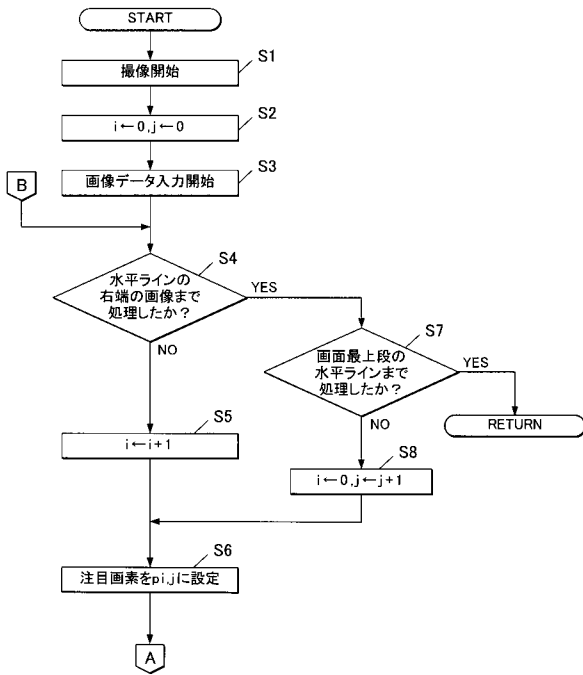 START
S1
撮像開始
S2
i←0,j←0
S3
画像データ入力開始
B
S4
水平ラインの
右端の画像まで
処理したか？
YES
NO
S7
画面最上段の
水平ラインまで
処理したか？
YES
NO
RETURN
S5
i←i+1
S8
i←0,j←j+1
S6
注目画素をpi,jに設定
A